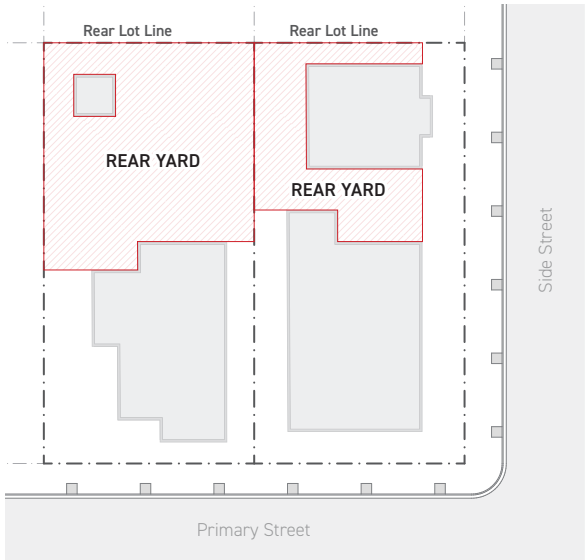 Rear Lot Line
Rear Lot Line
REAR YARD
REAR YARD
Side Street
Primary Street